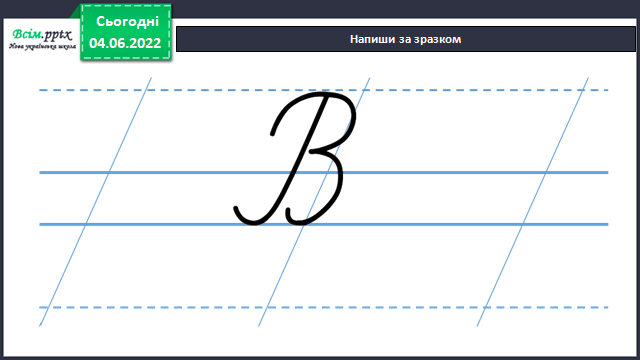 Всім.pptx
Нова українська школа
Сьогодні
04.06.2022
Напиши за зразком
В